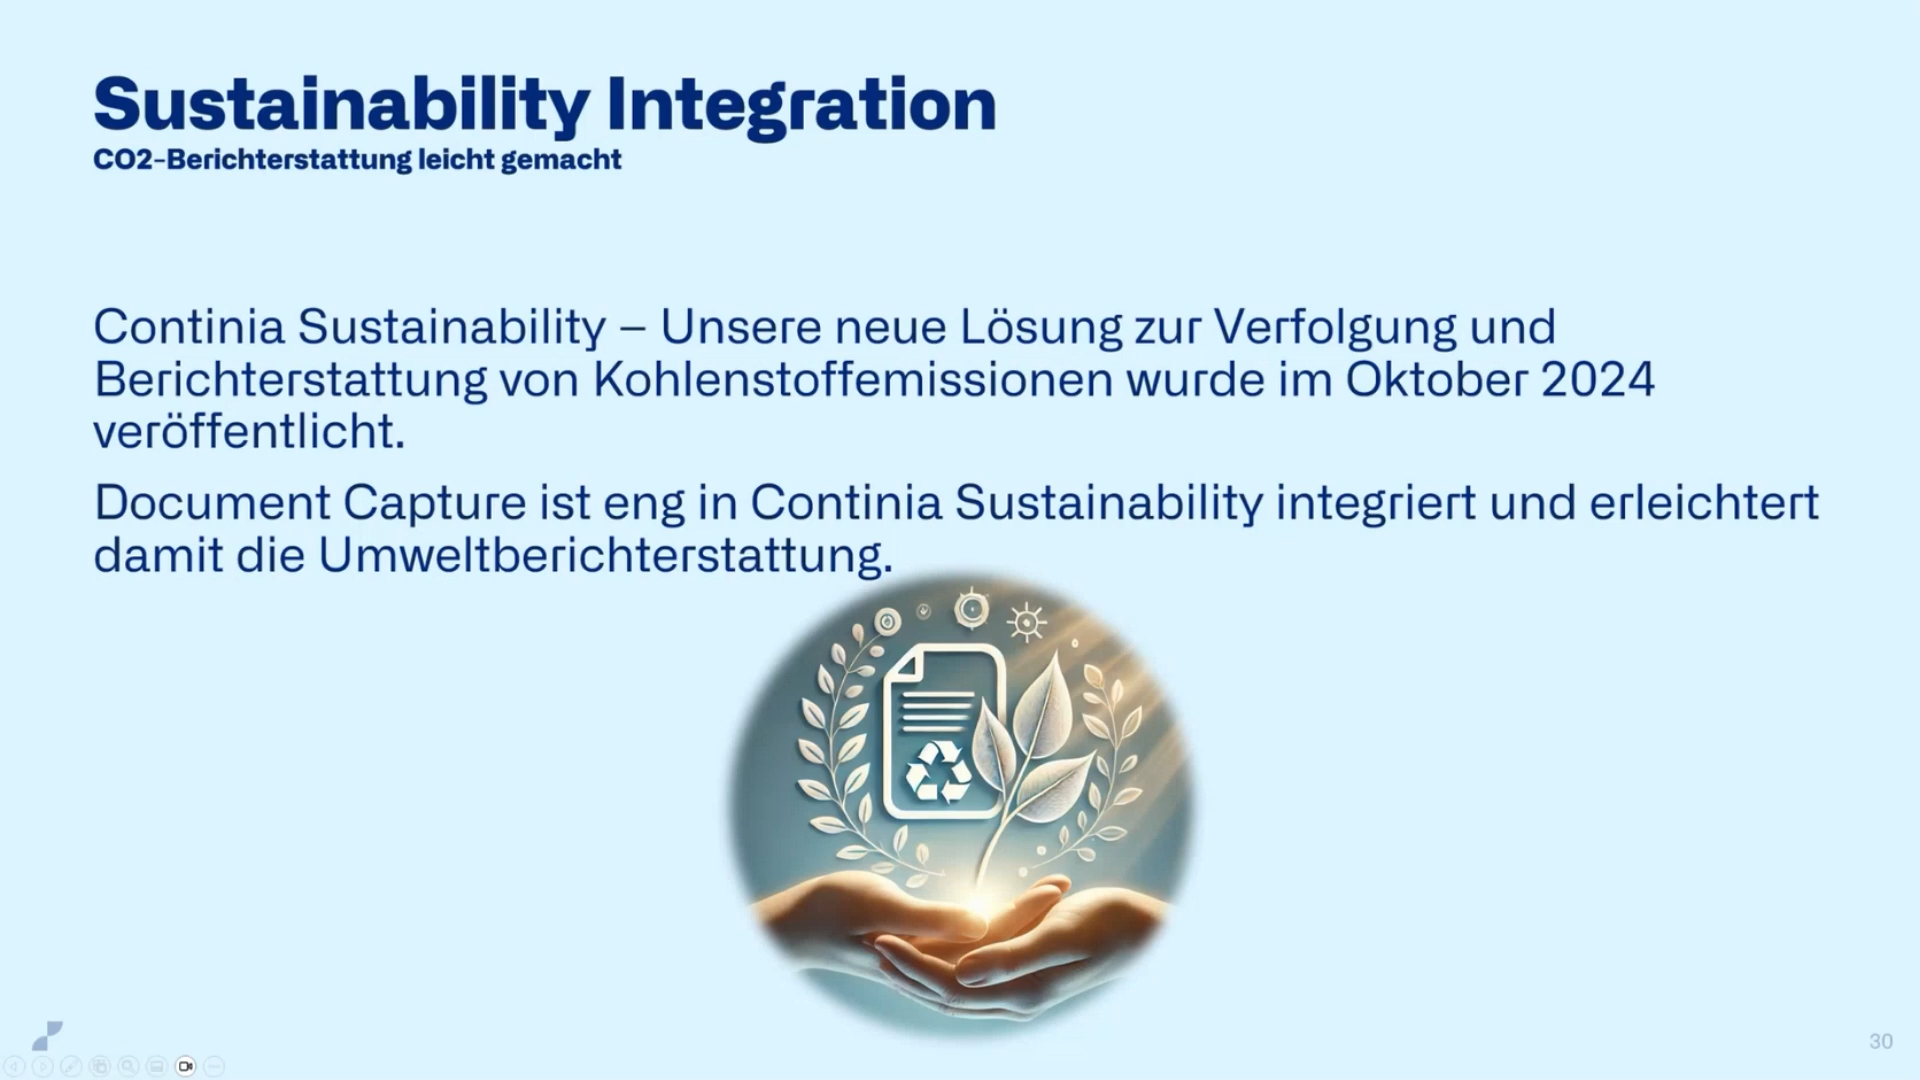 Sustainability Integration
CO2-Berichterstattung leicht gemacht
Continia Sustainability – Unsere neue Lösung zur Verfolgung und
Berichterstattung von Kohlenstoffemissionen wurde im Oktober 2024
veröffentlicht.
Document Capture ist eng in Continia Sustainability integriert und erleichtert
damit die Umweltberichterstattung.
30